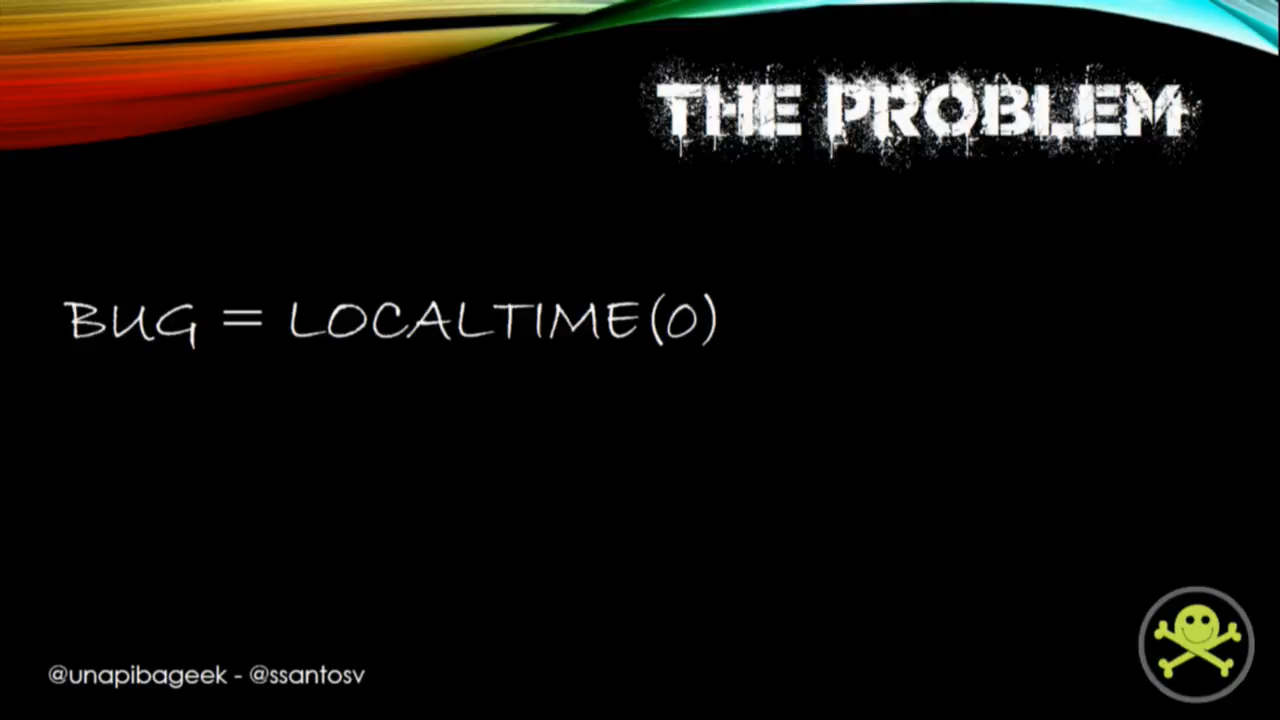 THE PROBLEM
BUG = LOCALTIME(0)
@unapibageek - @ssantosv